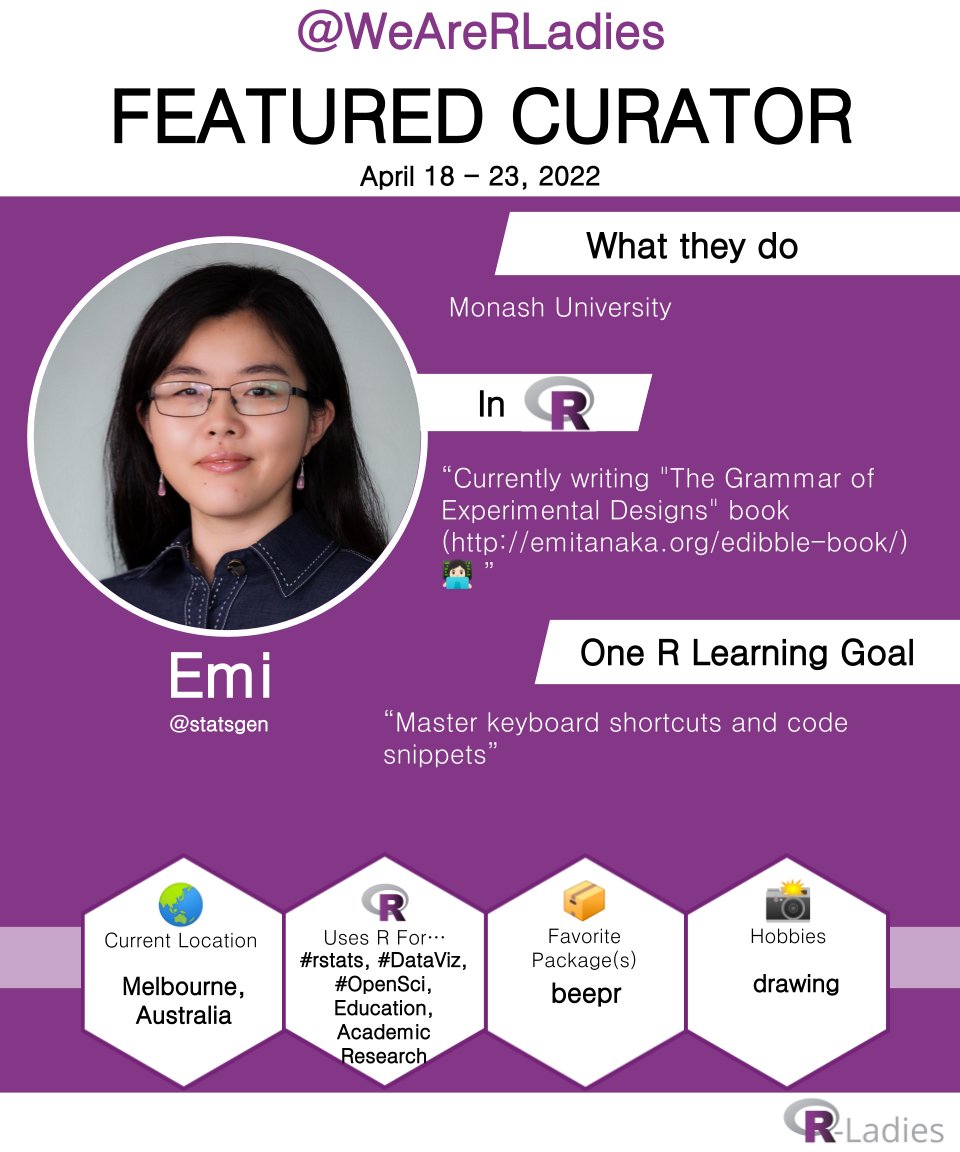 @WeAreRLadies
FEATURED CURATOR
April 18 – 23, 2022
What they do
Monash University
In R
“Currently writing "The Grammar of
Experimental Designs" book
(http://emitanaka.org/edibble-book/)
”
Emi
@statsgen
One R Learning Goal
“Master keyboard shortcuts and code
snippets”
Current Location
Melbourne,
Australia
R
Uses R For…
#rstats, #DataViz,
#OpenSci,
Education,
Academic
Research
Favorite
Package(s)
beepr
Hobbies
drawing
R-Ladies